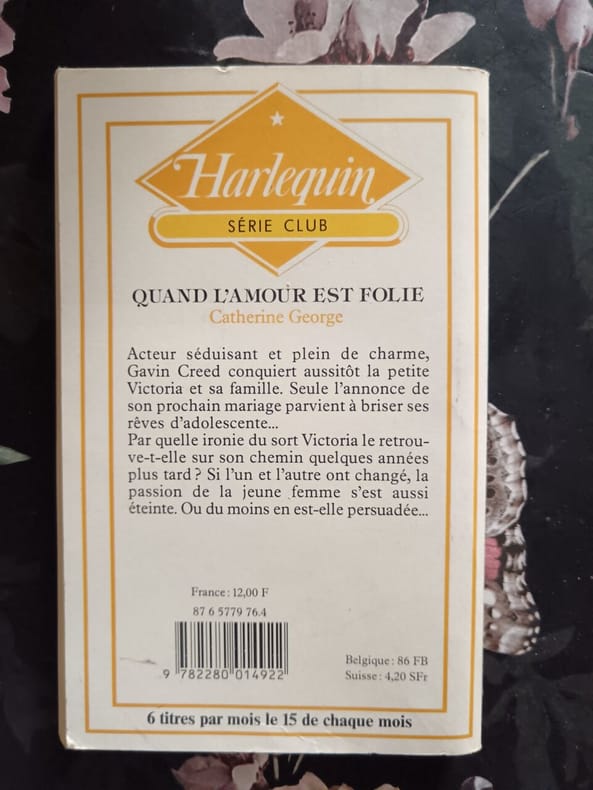 Harlequin
SÉRIE CLUB
QUAND L'AMOUR EST FOLIE
Catherine George
Acteur séduisant et plein de charme,
Gavin Creed conquiert aussitôt la petite
Victoria et sa famille. Seule l'annonce de
son prochain mariage parvient à briser ses
rêves d'adolescente...
Par quelle ironie du sort Victoria le retrou-
ve-t-elle sur son chemin quelques années
plus tard ? Si l'un et l'autre ont changé, la
passion de la jeune femme s'est aussi
éteinte. Ou du moins en est-elle persuadée...
France : 12,00 F
87 6 5779 76.4
9 782280 014922
Belgique : 86 FB
Suisse : 4,20 SFr
6 titres par mois le 15 de chaque mois